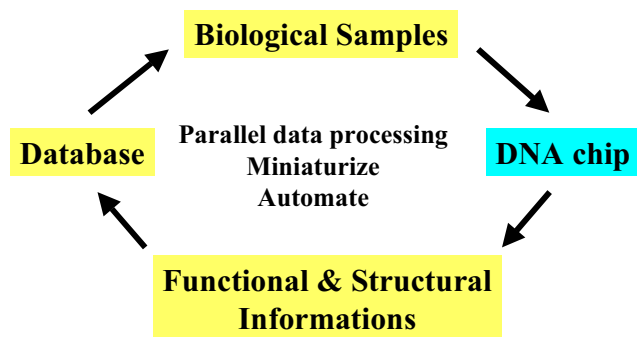 Biological Samples
Parallel data processing
Database
DNA chip
Miniaturize
Automate
Functional & Structural
Informations